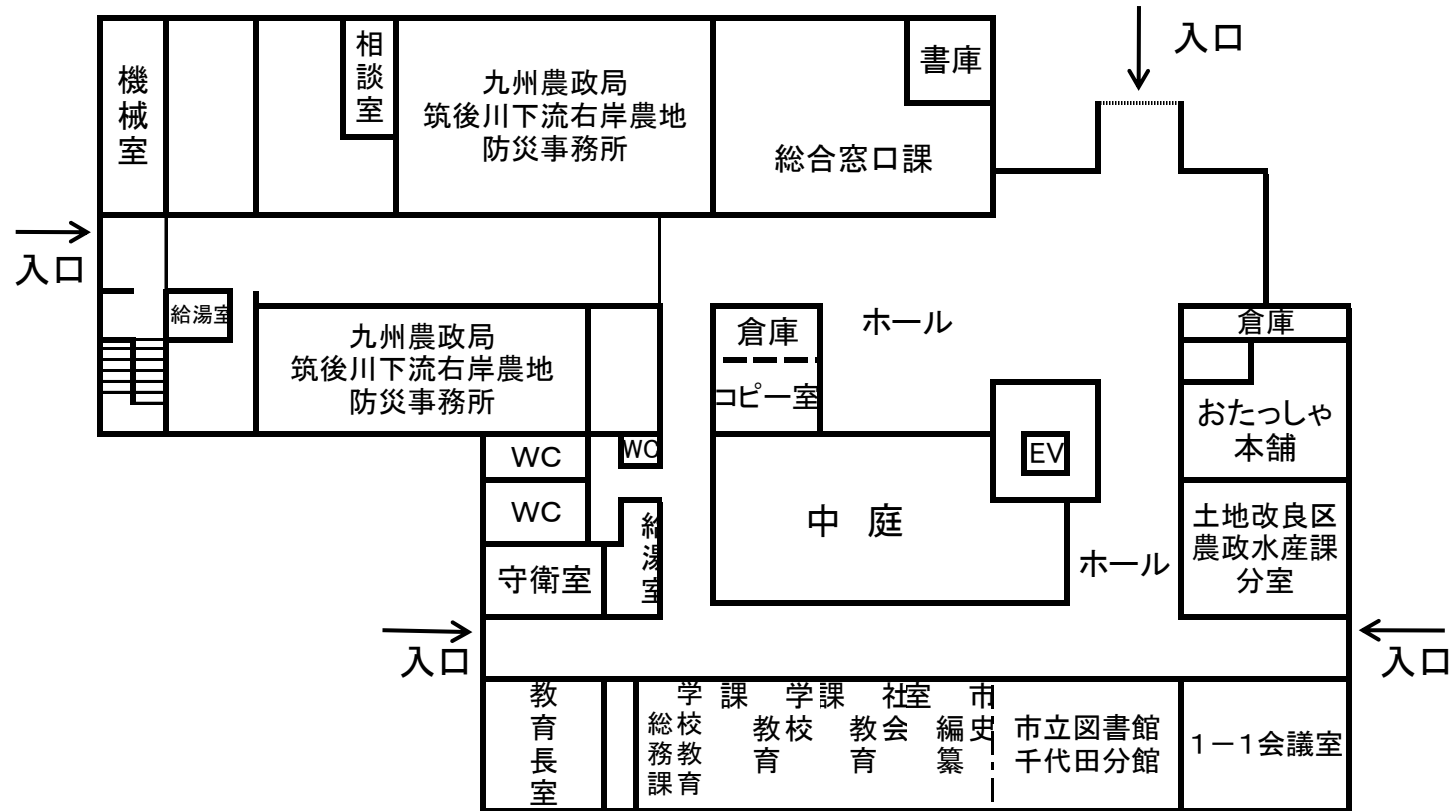 入口
機械室
相談室
九州農政局
筑後川下流右岸農地
防災事務所
書庫
総合窓口課
入口
給湯室
九州農政局
筑後川下流右岸農地
防災事務所
倉庫
コピー室
ホール
倉庫
おたっしゃ
本舗
WC
WC
WC
EV
中 庭
給湯室
守衛室
ホール
土地改良区
農政水産課
分室
入口
入口
教育長室
学校教育
総務課
学校
教育
課
社会
教育
課
市史
編纂
室
市立図書館
千代田分館
1-1会議室